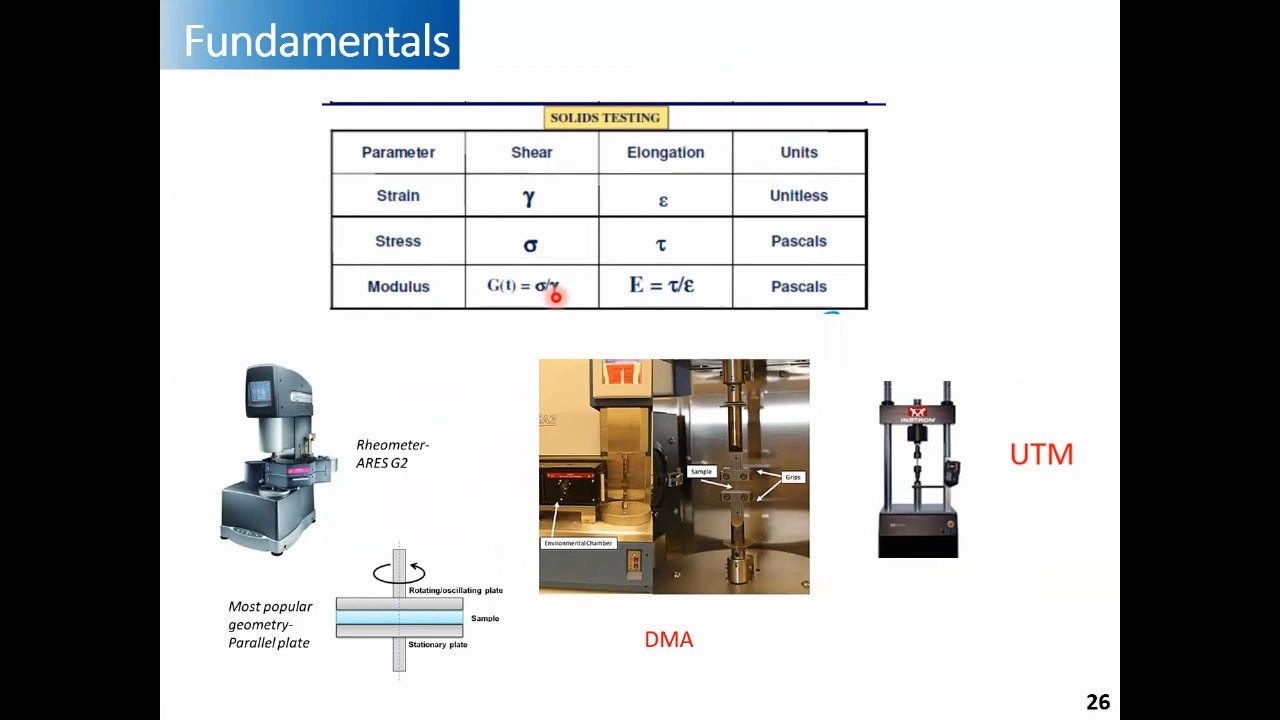 Fundamentals
SOLIDS TESTING
Parameter Shear Elongation Units
Strain γ ε Unitless
Stress σ τ Pascals
Modulus G(t) = σ/γ E = τ/ε Pascals
Rheometer-
ARES G2
Sample
Grips
Environmental Chamber
INSTRON
UTM
Most popular
geometry-
Parallel plate
Rotating/oscillating plate
Sample
Stationary plate
DMA
26